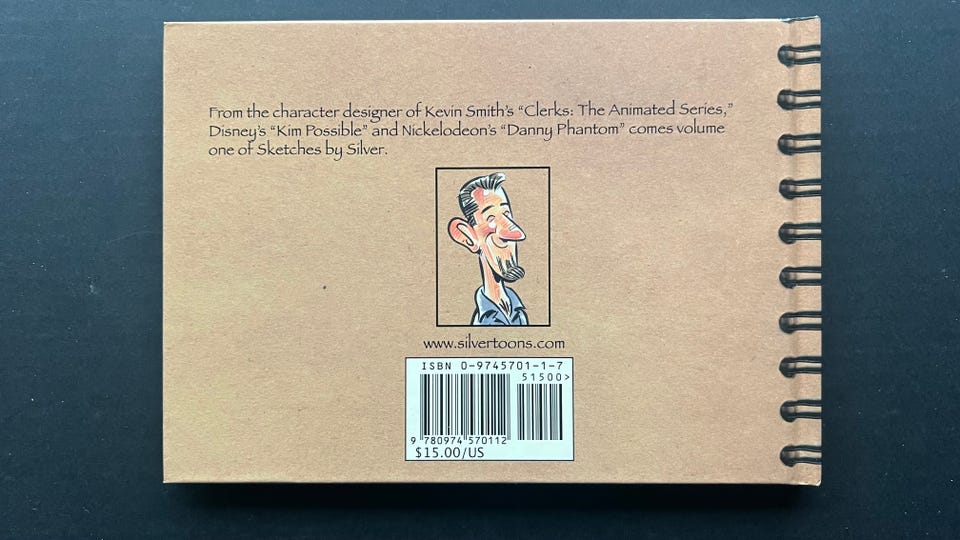 From the character designer of Kevin Smith's "Clerks: The Animated Series,"
Disney's "Kim Possible" and Nickelodeon's "Danny Phantom" comes volume
one of Sketches by Silver.
www.silvertoons.com
ISBN 0-9745701-1-7
51500>
9 780974 570112
$15.00/US